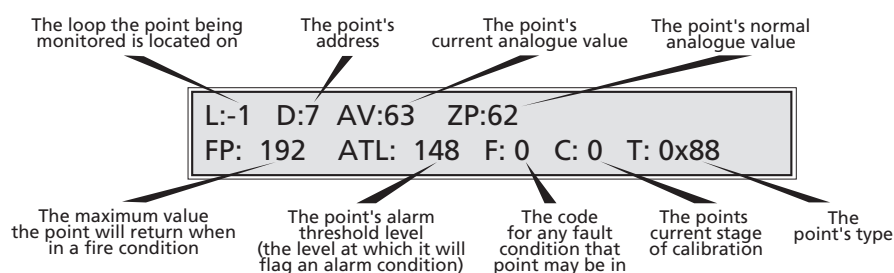 The loop the point being
monitored is located on
The point's
address
The point's
current analogue value
The point's normal
analogue value
L:-1 D:7 AV:63 ZP:62
FP: 192 ATL: 148 F: 0 C: 0 T: 0x88
The maximum value
the point will return when
in a fire condition
The point's alarm
threshold level
(the level at which it will
flag an alarm condition)
The code
for any fault
condition that
point may be in
The points
current stage
of calibration
The
point's type